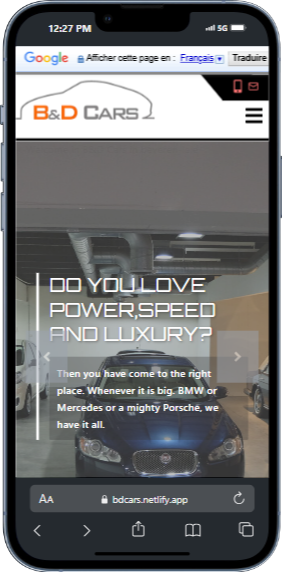 12:27 PM 5G
Google Afficher cette page en : Français ▼ Traduire
B&D CARS
DO YOU LOVE
POWER,SPEED
AND LUXURY?
Then you have come to the right
place. Whenever it is big. BMW or
Mercedes or a mighty Porsche, we
have it all.
AA bdcars.netlify.app